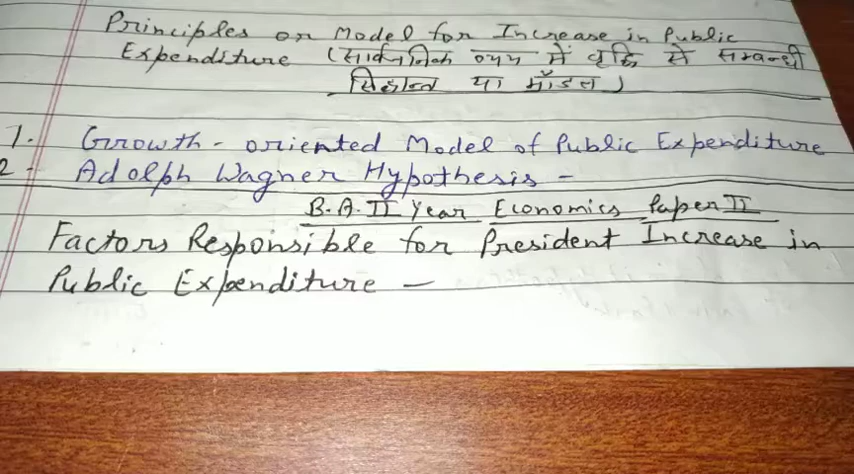 Principles or Model for Increase in Public
Expenditure (सार्वजनिक व्यय में वृद्धि से सम्बन्धी
सिद्धान्त या मॉडल)
1. Growth-oriented Model of Public Expenditure
2- Adolph Wagner Hypothesis -
B.A. II Year Economics Paper II
Factors Responsible for President Increase in
Public Expenditure —